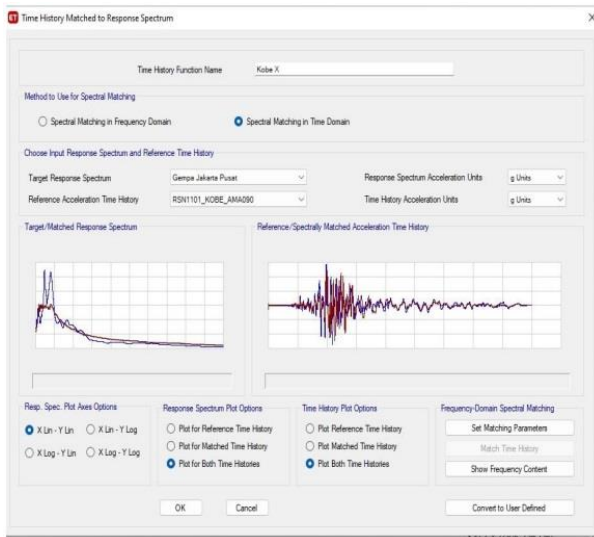 Time History Matched to Response Spectrum
Time History Function Name Kobe X
Method to Use for Spectral Matching
Spectral Matching in Frequency Domain Spectral Matching in Time Domain
Choose Input Response Spectrum and Reference Time History
Target Response Spectrum Gempa Jakarta Pusat Response Spectrum Acceleration Units g Units
Reference Acceleration Time History RSN1101_KOBE_AMA090 Time History Acceleration Units g Units
Target/Matched Response Spectrum Reference/Spectrally Matched Acceleration Time History
Resp. Spec. Plot Axes Options Response Spectrum Plot Options Time History Plot Options Frequency-Domain Spectral Matching
X Lin - Y Lin X Lin - Y Log Plot for Reference Time History Plot Reference Time History Set Matching Parameters
X Log - Y Lin X Log - Y Log Plot for Matched Time History Plot Matched Time History Match Time History
Plot for Both Time Histories Plot Both Time Histories Show Frequency Content
OK Cancel Convert to User Defined